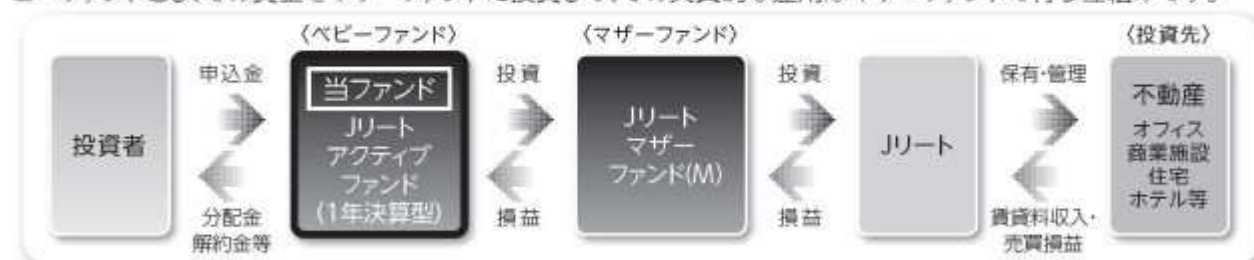 〈ベビーファンド〉
〈マザーファンド〉
〈投資先〉
投資者
申込金
分配金
解約金等
当ファンド
Jリート
アクティブ
ファンド
(1年決算型)
投資
損益
Jリート
マザー
ファンド(M)
投資
損益
Jリート
保有・管理
賃貸料収入・
売買損益
不動産
オフィス
商業施設
住宅
ホテル等